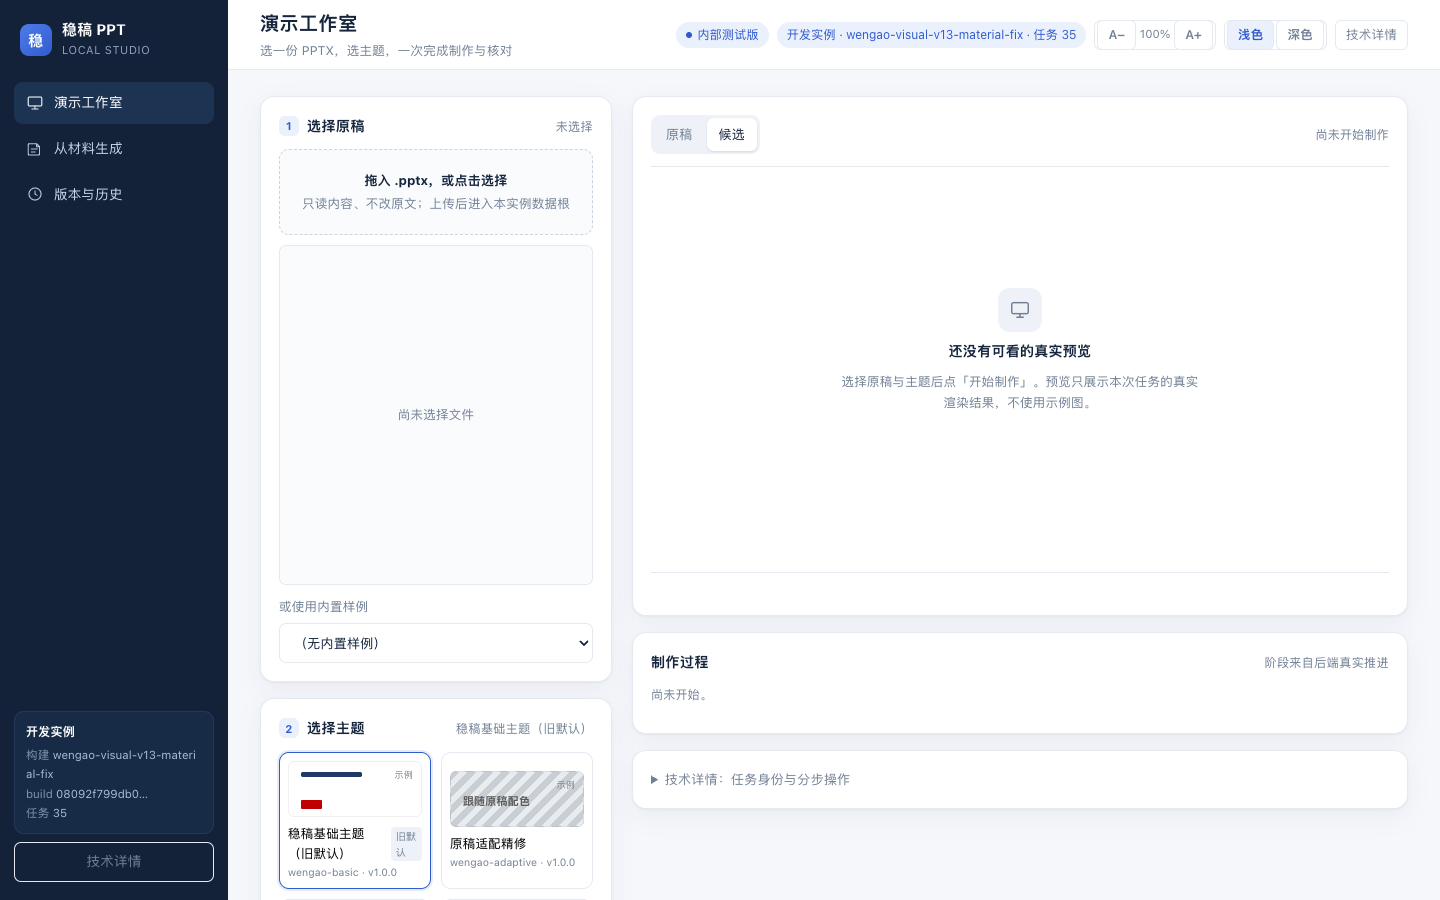 稳
稳稿 PPT
LOCAL STUDIO
演示工作室
从材料生成
版本与历史
开发实例
构建 wengao-visual-v13-materi
al-fix
build 08092f799db0...
任务 35
技术详情
演示工作室
选一份 PPTX，选主题，一次完成制作与核对
内部测试版
开发实例 · wengao-visual-v13-material-fix · 任务 35
A−
100%
A+
浅色
深色
技术详情
1 选择原稿
未选择
拖入 .pptx，或点击选择
只读内容、不改原文；上传后进入本实例数据根
尚未选择文件
或使用内置样例
（无内置样例）
2 选择主题
稳稿基础主题（旧默认）
示例
稳稿基础主题
（旧默认）
旧默
认
wengao-basic · v1.0.0
示例
跟随原稿配色
原稿适配精修
wengao-adaptive · v1.0.0
原稿
候选
尚未开始制作
还没有可看的真实预览
选择原稿与主题后点「开始制作」。预览只展示本次任务的真实
渲染结果，不使用示例图。
制作过程
阶段来自后端真实推进
尚未开始。
技术详情：任务身份与分步操作